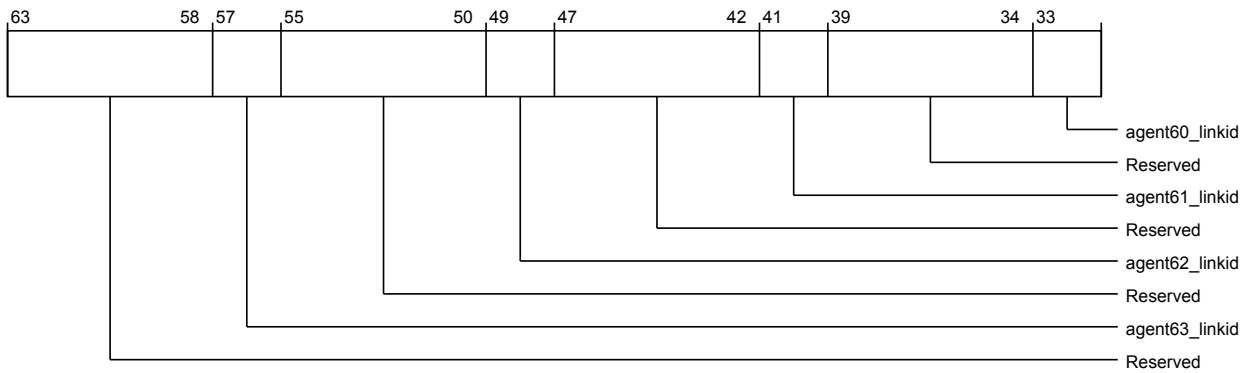 63 58 57 55 50 49 47 42 41 39 34 33
agent60_linkid
Reserved
agent61_linkid
Reserved
agent62_linkid
Reserved
agent63_linkid
Reserved